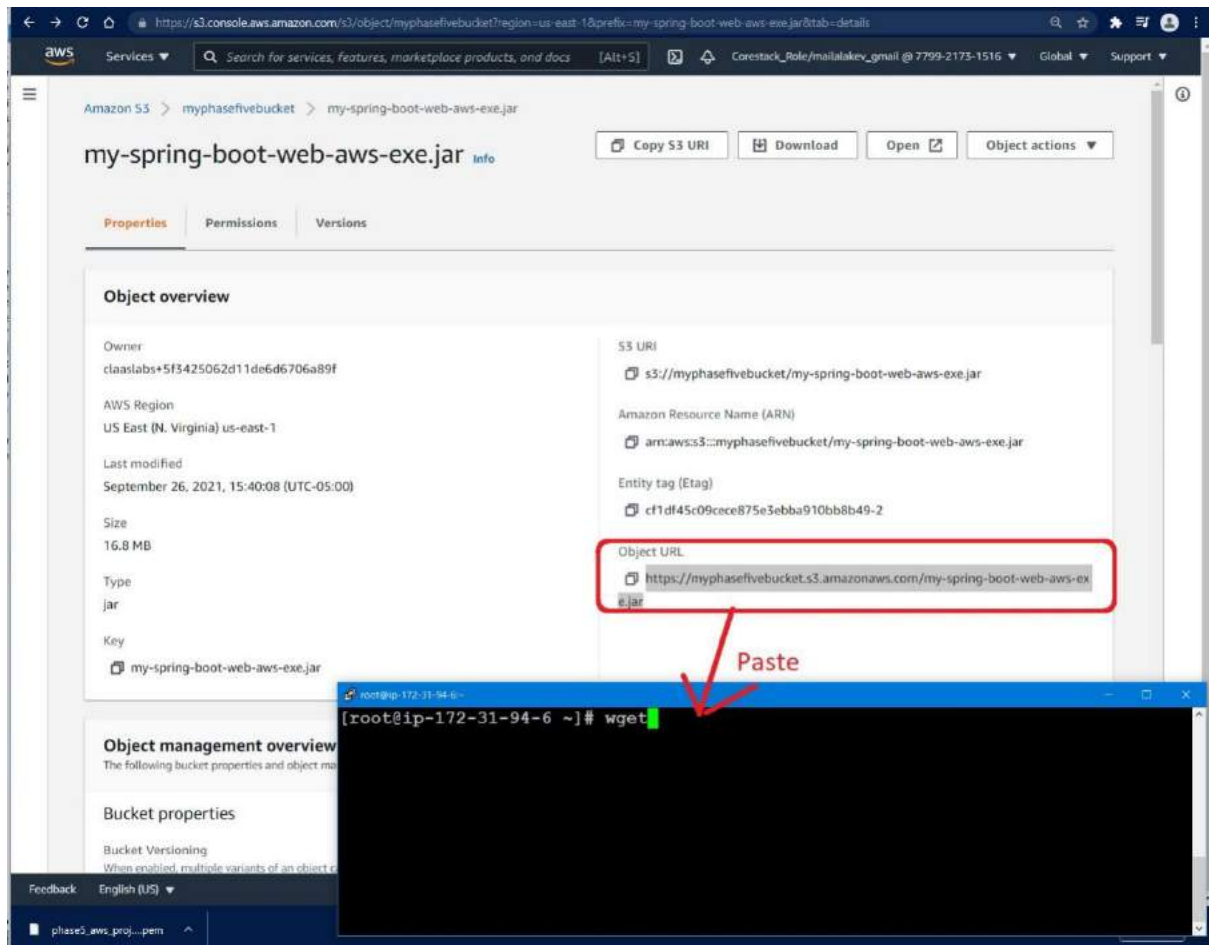 https://s3.console.aws.amazon.com/s3/object/myphasefivebucket?region=us-east-1&prefix=my-spring-boot-web-aws-exe.jar&tab=details
aws Services ▼ Search for services, features, marketplace products, and docs [Alt+S] Corestack_Role/mailalakev_gmail @ 7799-2173-1516 ▼ Global ▼ Support ▼
Amazon S3 > myphasefivebucket > my-spring-boot-web-aws-exe.jar
my-spring-boot-web-aws-exe.jar Info
Copy S3 URI Download Open Object actions ▼
Properties Permissions Versions
Object overview
Owner
claaslabs+5f3425062d11de6d6706a89f
AWS Region
US East (N. Virginia) us-east-1
Last modified
September 26, 2021, 15:40:08 (UTC-05:00)
Size
16.8 MB
Type
jar
Key
my-spring-boot-web-aws-exe.jar
S3 URI
s3://myphasefivebucket/my-spring-boot-web-aws-exe.jar
Amazon Resource Name (ARN)
arn:aws:s3:::myphasefivebucket/my-spring-boot-web-aws-exe.jar
Entity tag (Etag)
cf1df45c09cece875e3ebba910bb8b49-2
Object URL
https://myphasefivebucket.s3.amazonaws.com/my-spring-boot-web-aws-ex
e.jar
Paste
root@ip-172-31-94-6:~
[root@ip-172-31-94-6 ~]# wget
Object management overview
The following bucket properties and object ma
Bucket properties
Bucket Versioning
When enabled, multiple variants of an object c
Feedback English (US) ▼
phase5_aws_proj....pem